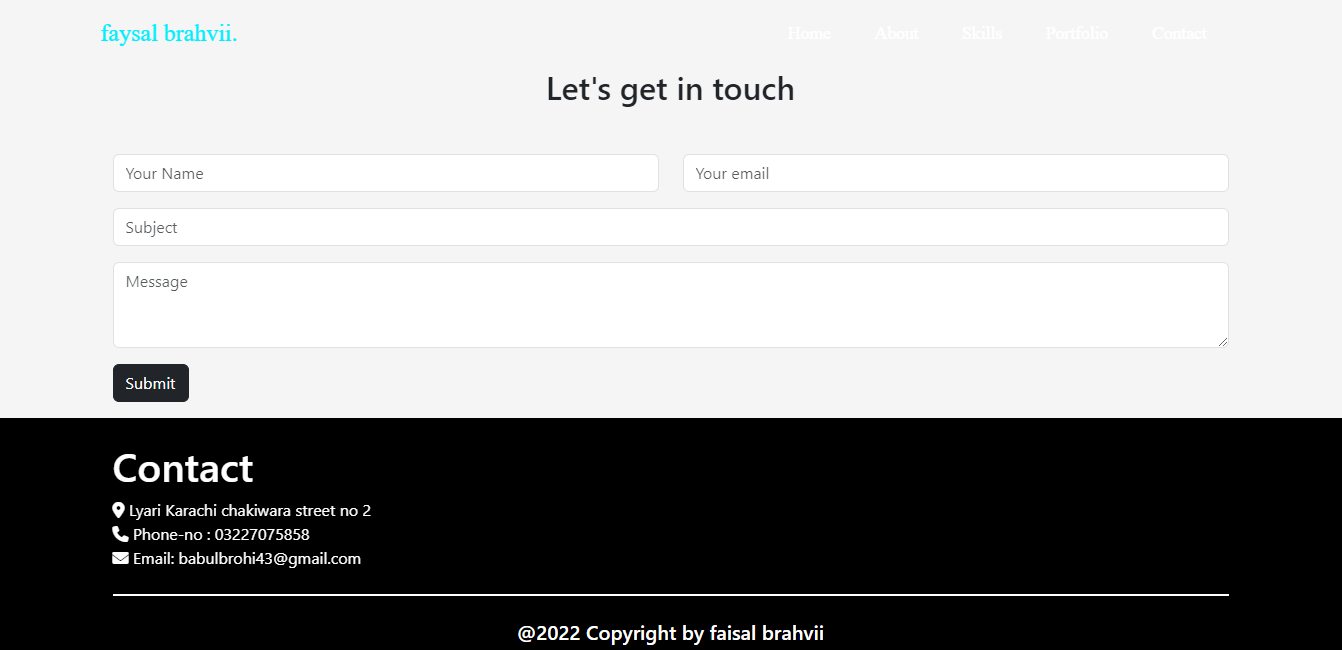 faysal brahvii. Home About Skills Portfolio Contact
Let's get in touch
Your Name Your email
Subject
Message
Submit
Contact
Lyari Karachi chakiwara street no 2
Phone-no : 03227075858
Email: babulbrohi43@gmail.com
@2022 Copyright by faisal brahvii